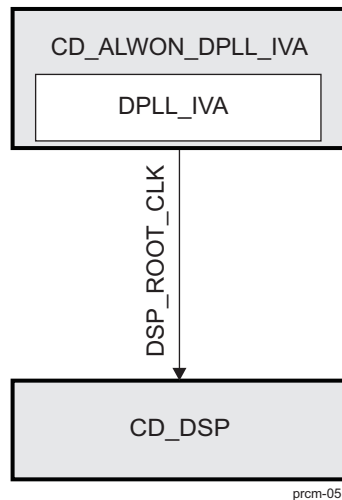 CD_ALWON_DPLL_IVA
DPLL_IVA
DSP_ROOT_CLK
CD_DSP
prcm-05